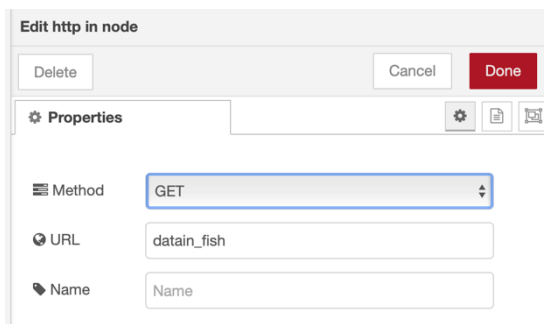 Edit http in node
Delete Cancel Done
Properties
Method GET
URL datain_fish
Name Name